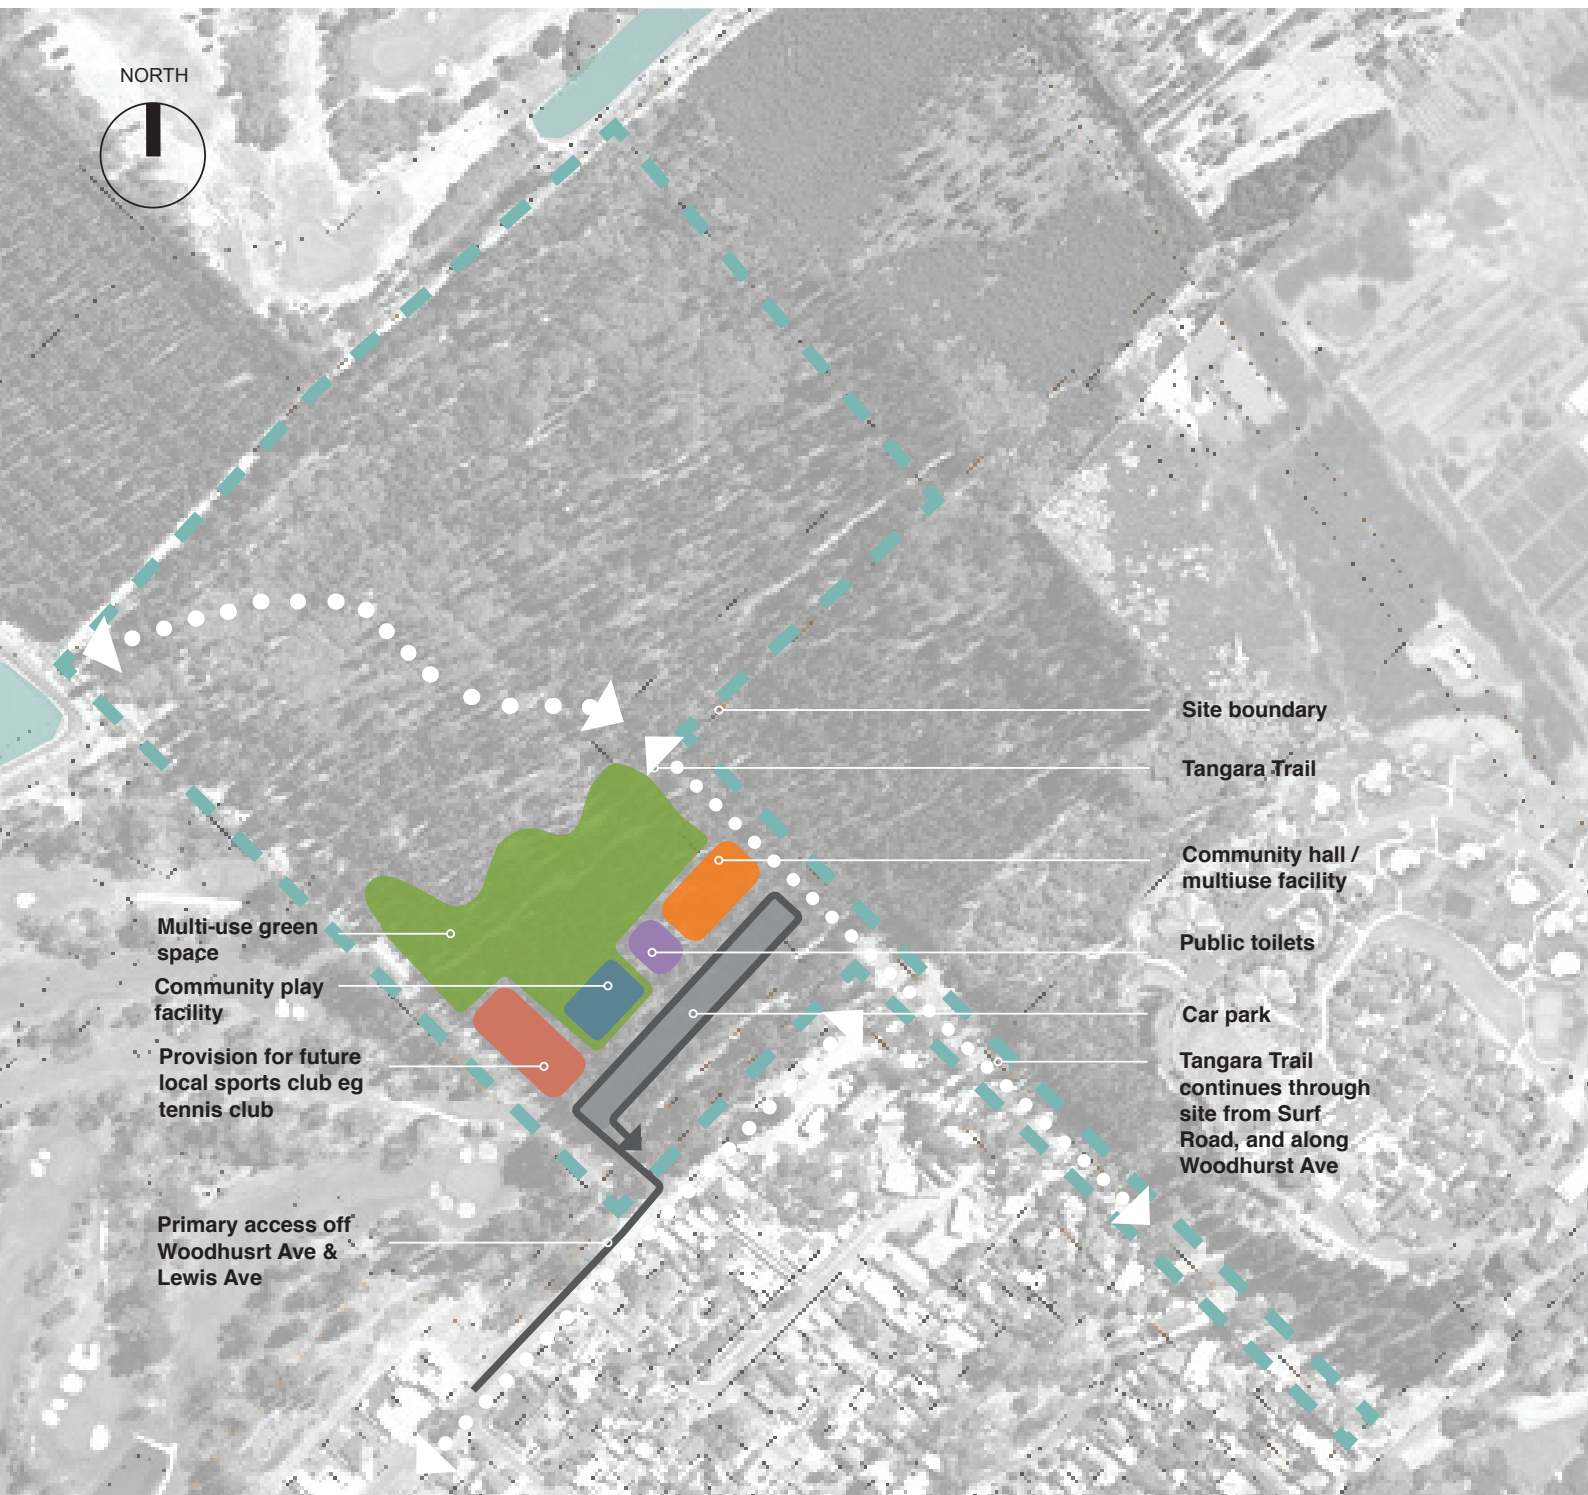 NORTH
Site boundary
Tangara Trail
Community hall /
multiuse facility
Public toilets
Car park
Tangara Trail
continues through
site from Surf
Road, and along
Woodhurst Ave
Multi-use green
space
Community play
facility
Provision for future
local sports club eg
tennis club
Primary access off
Woodhusrt Ave &
Lewis Ave